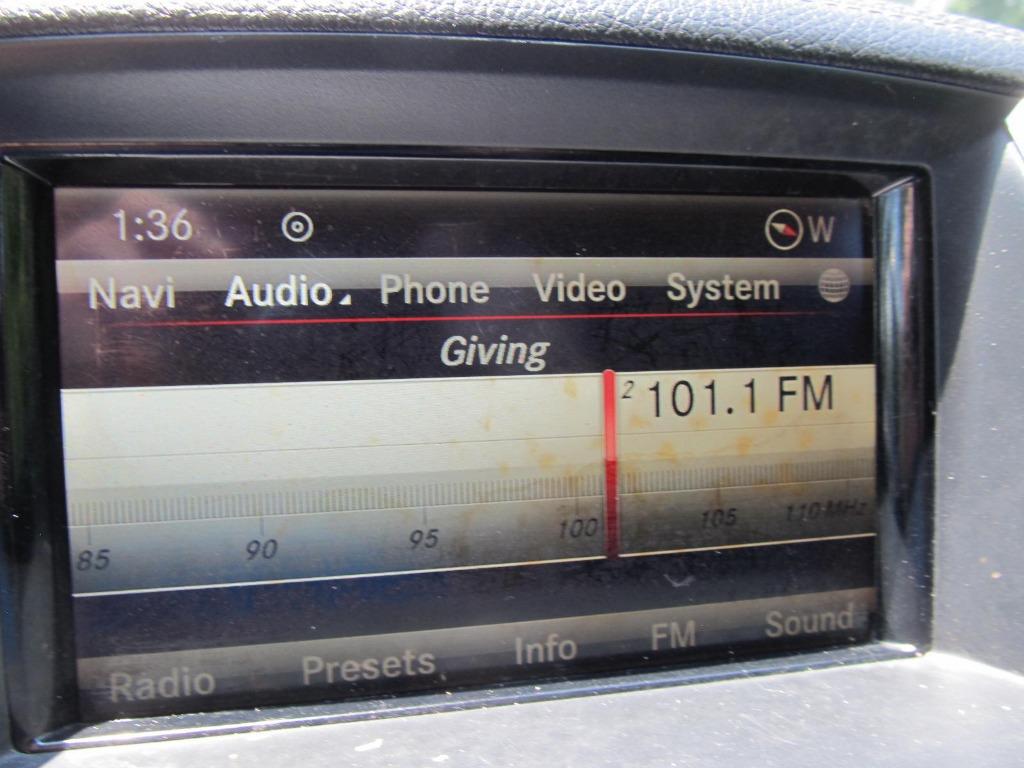 1:36 W
Navi Audio Phone Video System
Giving
2 101.1 FM
85 90 95 100 105 110 MHz
Radio Presets Info FM Sound